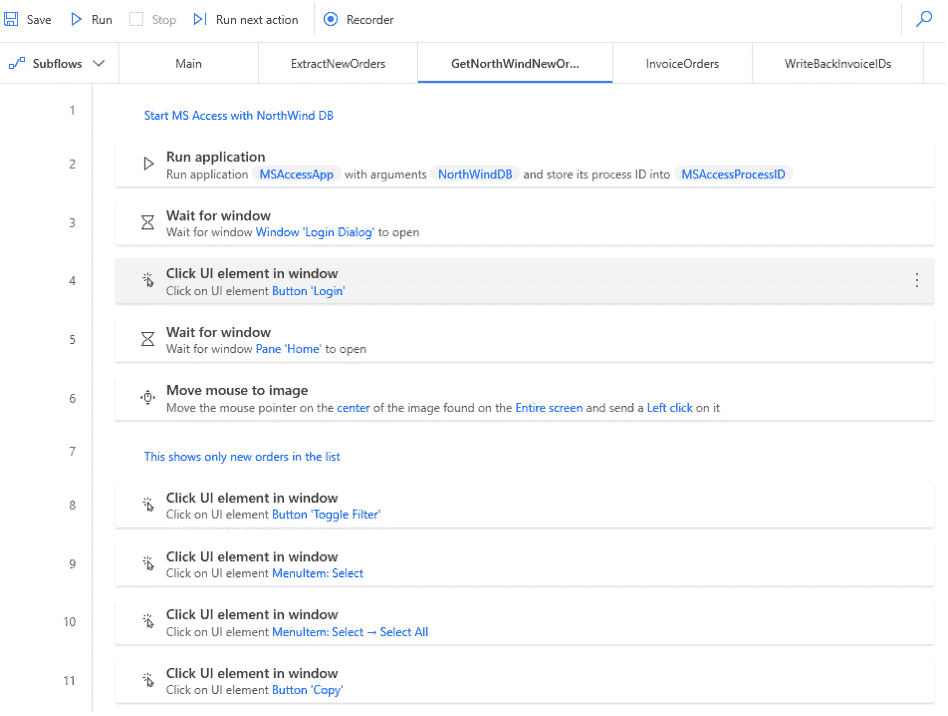 Save Run Stop Run next action Recorder
Subflows Main ExtractNewOrders GetNorthWindNewOr... InvoiceOrders WriteBackInvoiceIDs
1 Start MS Access with NorthWind DB
2 Run application
Run application MSAccessApp with arguments NorthWindDB and store its process ID into MSAccessProcessID
3 Wait for window
Wait for window Window 'Login Dialog' to open
4 Click UI element in window
Click on UI element Button 'Login'
5 Wait for window
Wait for window Pane 'Home' to open
6 Move mouse to image
Move the mouse pointer on the center of the image found on the Entire screen and send a Left click on it
7 This shows only new orders in the list
8 Click UI element in window
Click on UI element Button 'Toggle Filter'
9 Click UI element in window
Click on UI element MenuItem: Select
10 Click UI element in window
Click on UI element MenuItem: Select → Select All
11 Click UI element in window
Click on UI element Button 'Copy'